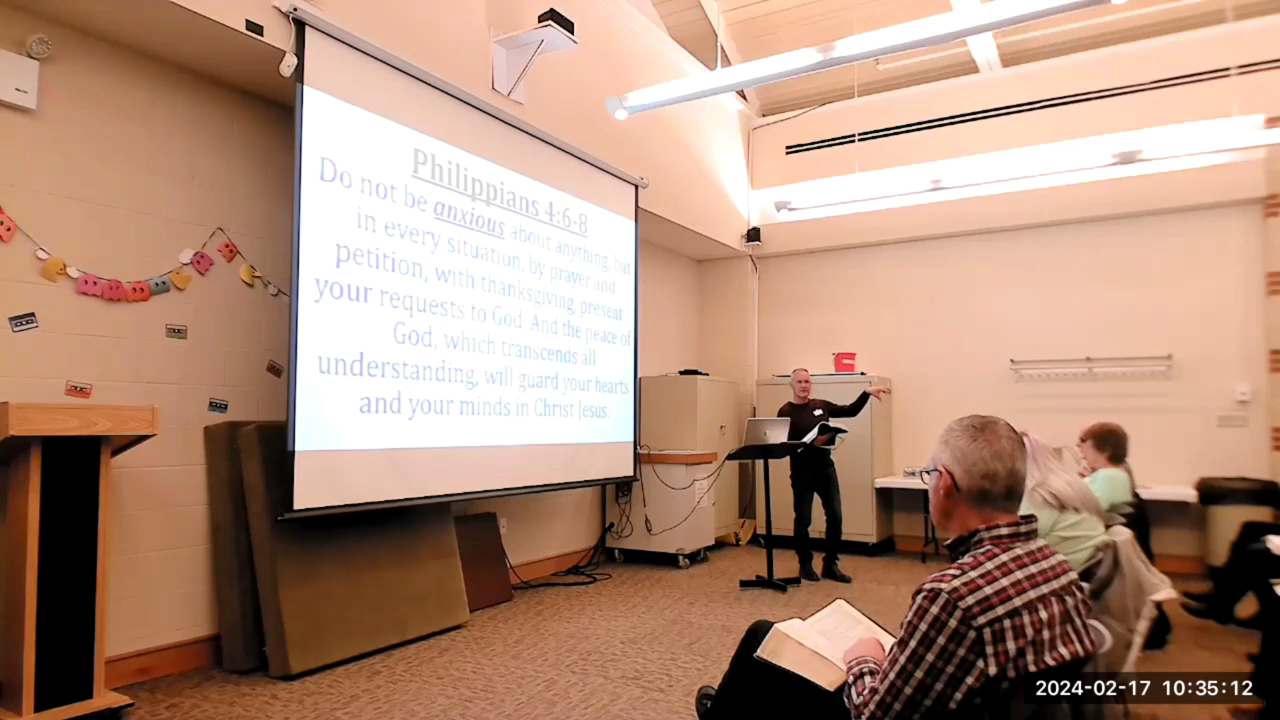 Philippians 4:6-8
Do not be anxious about anything, but
in every situation, by prayer and
petition, with thanksgiving, present
your requests to God. And the peace of
God, which transcends all
understanding, will guard your hearts
and your minds in Christ Jesus.
2024-02-17 10:35:12